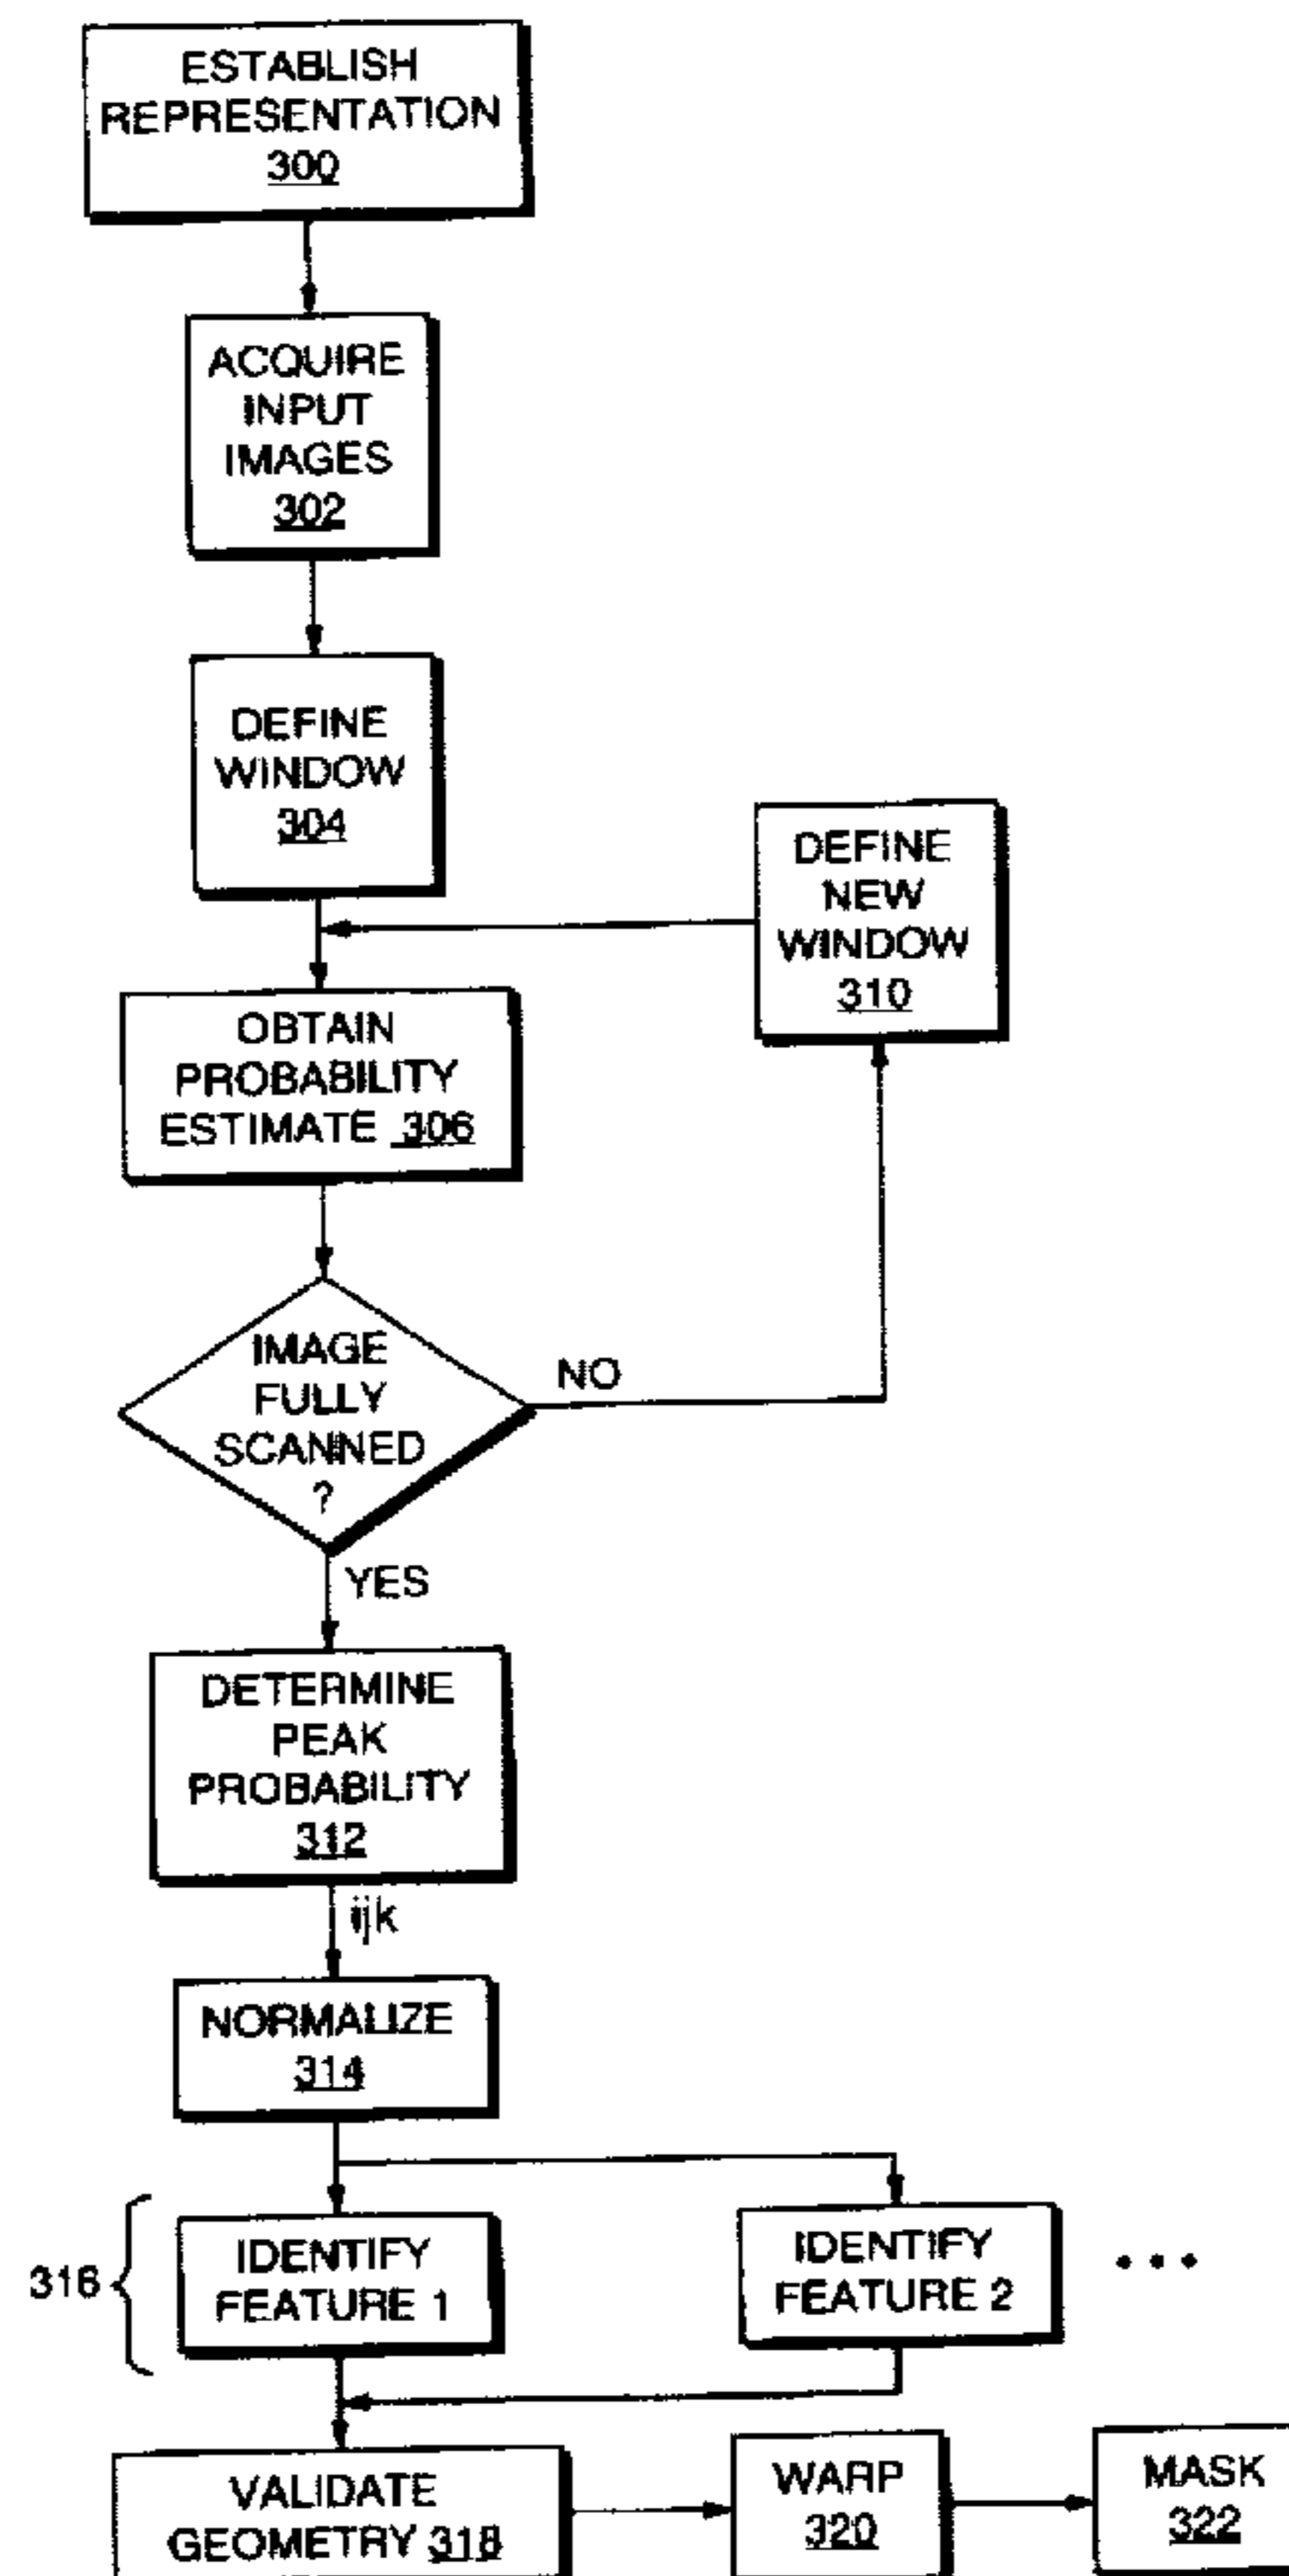 ESTABLISH
REPRESENTATION
300
ACQUIRE
INPUT
IMAGES
302
DEFINE
WINDOW
304
DEFINE
NEW
WINDOW
310
OBTAIN
PROBABILITY
ESTIMATE 306
IMAGE
FULLY
SCANNED
?
NO
YES
DETERMINE
PEAK
PROBABILITY
312
ijk
NORMALIZE
314
316
IDENTIFY
FEATURE 1
IDENTIFY
FEATURE 2
• • •
VALIDATE
GEOMETRY 318
WARP
320
MASK
322